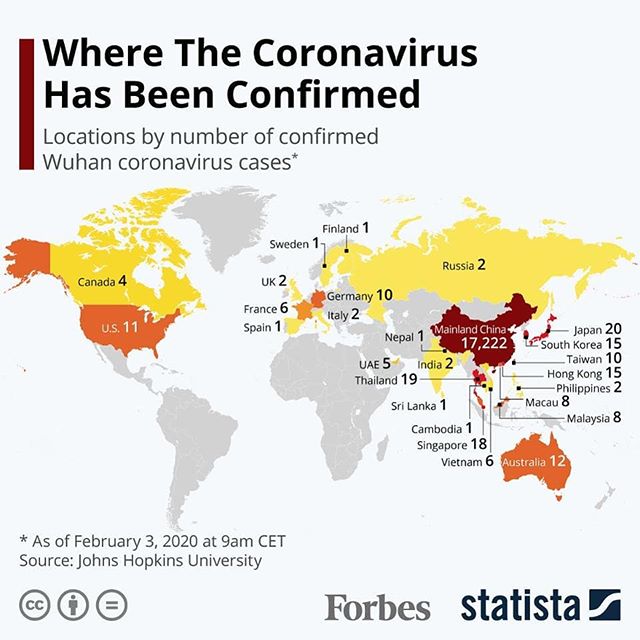 Where The Coronavirus
Has Been Confirmed
Locations by number of confirmed
Wuhan coronavirus cases*
Finland 1
Sweden 1
Russia 2
Canada 4
UK 2
Germany 10
France 6
Italy 2
U.S. 11
Spain 1
Mainland China
17,222
Japan 20
Nepal 1
South Korea 15
Taiwan 10
UAE 5
India 2
Hong Kong 15
Thailand 19
Philippines 2
Macau 8
Sri Lanka 1
Malaysia 8
Cambodia 1
Singapore 18
Vietnam 6
Australia 12
* As of February 3, 2020 at 9am CET
Source: Johns Hopkins University
cc
Forbes
statista